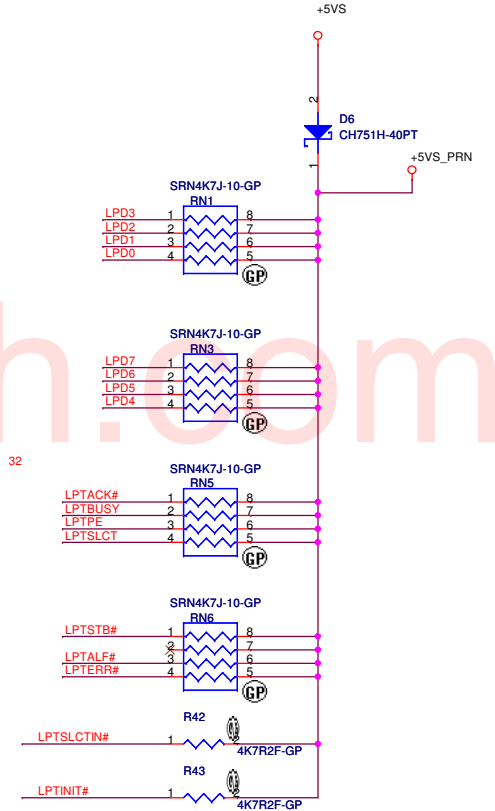 +5VS
2
D6
CH751H-40PT
1
+5VS_PRN
SRN4K7J-10-GP
RN1
LPD3 1 8
LPD2 2 7
LPD1 3 6
LPD0 4 5
GP
h.com
SRN4K7J-10-GP
RN3
LPD7 1 8
LPD6 2 7
LPD5 3 6
LPD4 4 5
GP
32
SRN4K7J-10-GP
RN5
LPTACK# 1 8
LPTBUSY 2 7
LPTPE 3 6
LPTSLCT 4 5
GP
SRN4K7J-10-GP
RN6
LPTSTB# 1 8
2 7
LPTALF# 3 6
LPTERR# 4 5
GP
R42
LPTSLCTIN# 1 2
4K7R2F-GP
R43
LPTINIT# 1 2
4K7R2F-GP